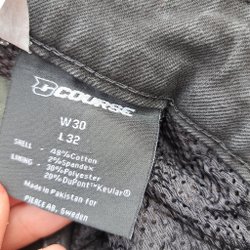 COURSE
W30
L32
SHELL - 48%Cotton
2%Spandex
LINING - 30%Polyester
20%DuPont™Kevlar®
Made in Pakistan for
PIERCE AB, Sweden